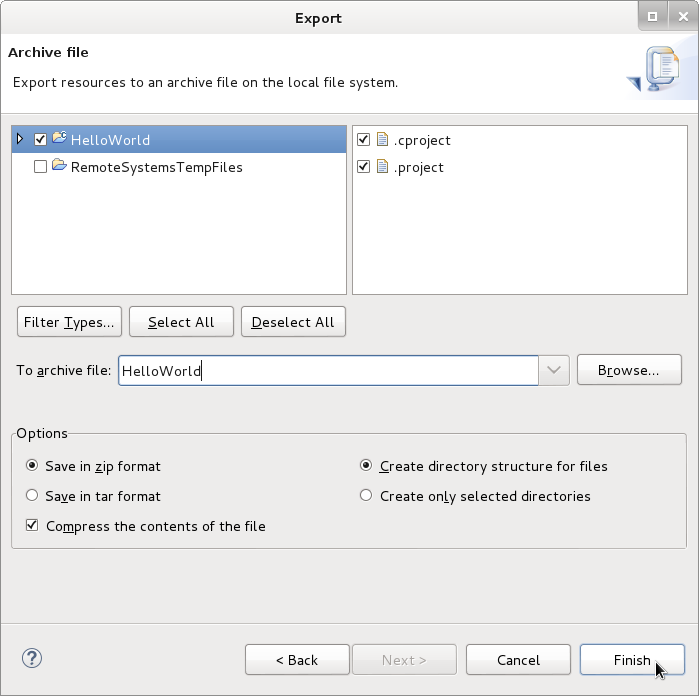 Export
Archive file
Export resources to an archive file on the local file system.
HelloWorld
.cproject
RemoteSystemsTempFiles
.project
Filter Types...
Select All
Deselect All
To archive file:
HelloWorld
Browse...
Options
Save in zip format
Create directory structure for files
Save in tar format
Create only selected directories
Compress the contents of the file
?
< Back
Next >
Cancel
Finish